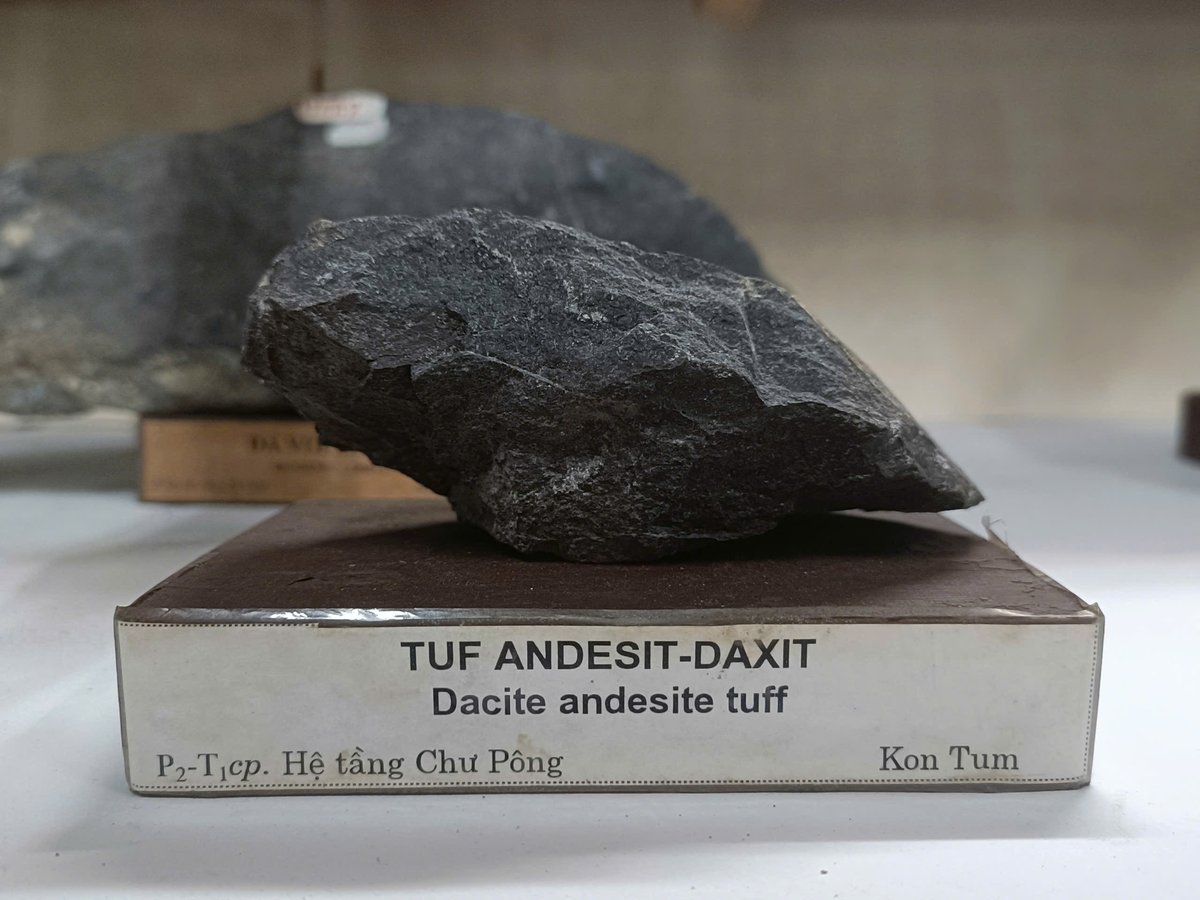 TUF ANDESIT-DAXIT
Dacite andesite tuff
P₂-T₁cp. Hệ tầng Chư Pông Kon Tum